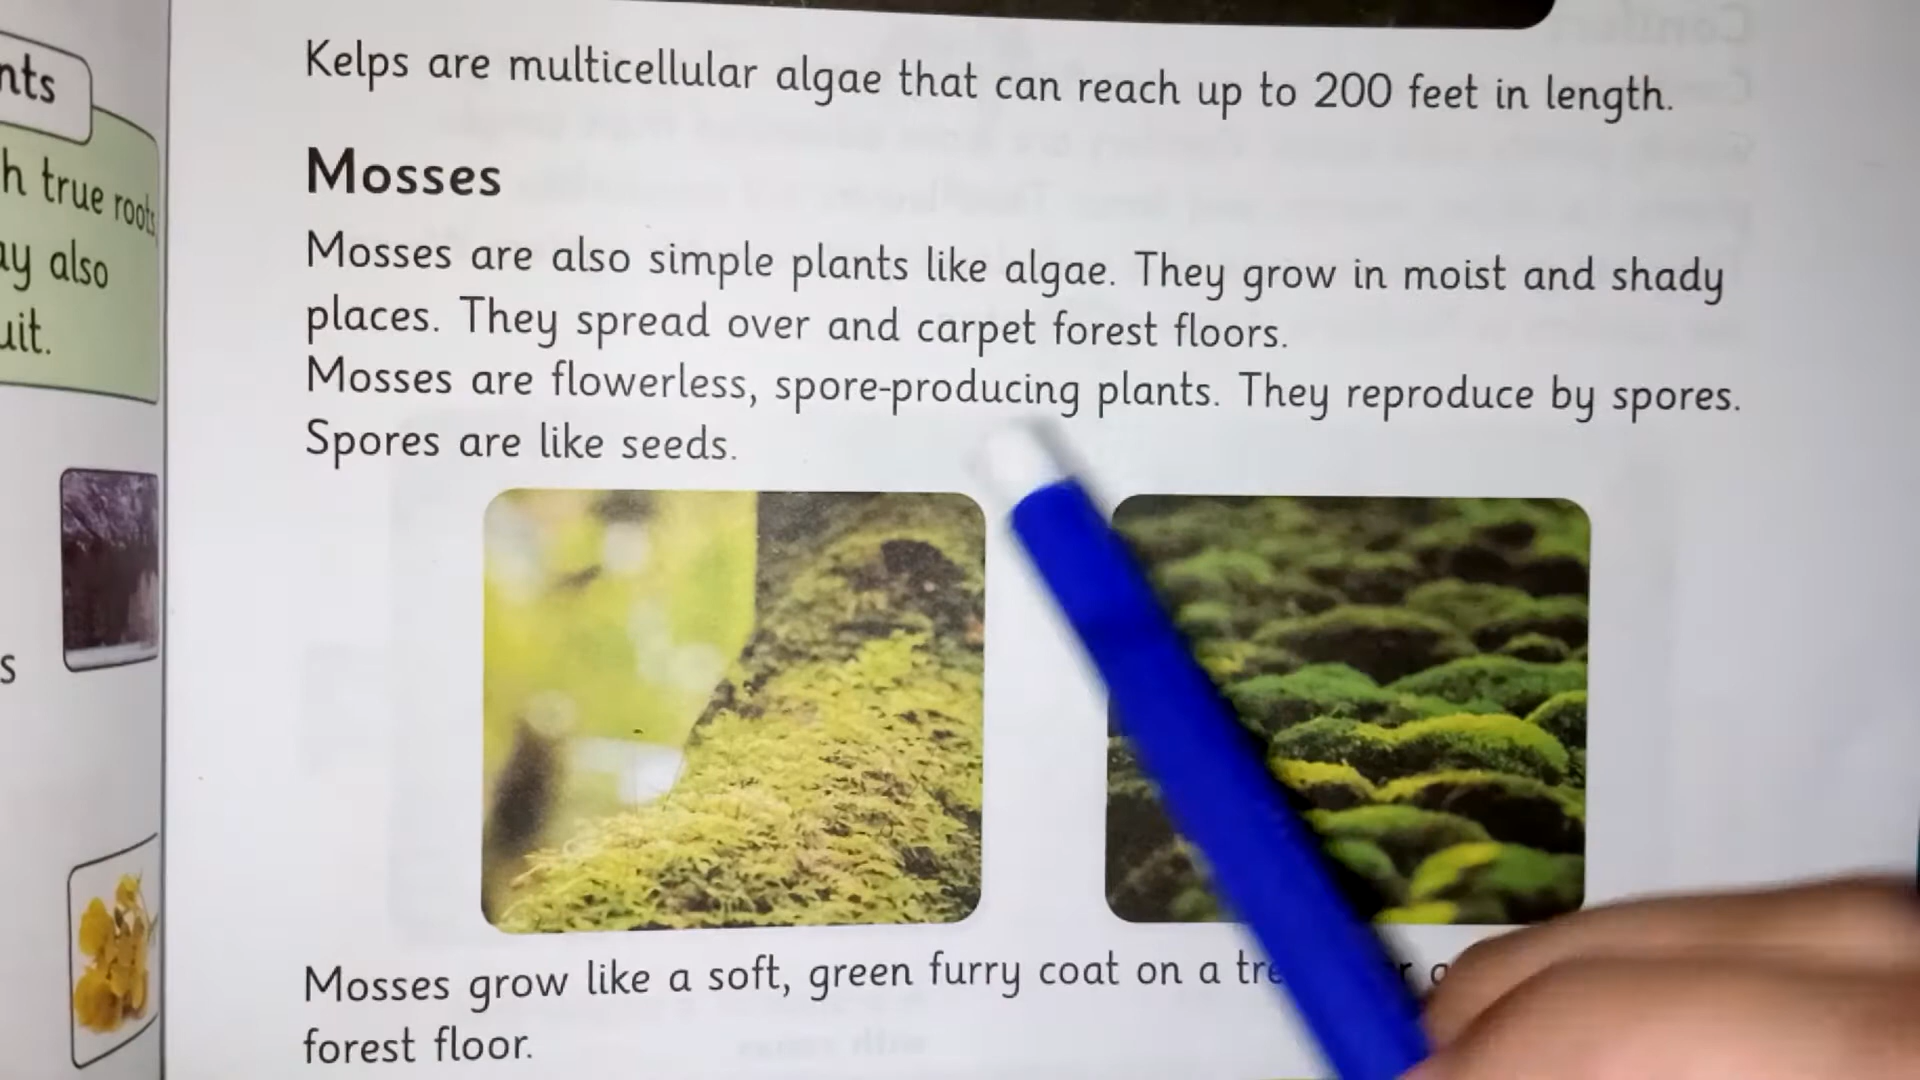 nts
h true roots
ay also
uit.
s
Kelps are multicellular algae that can reach up to 200 feet in length.
Mosses
Mosses are also simple plants like algae. They grow in moist and shady
places. They spread over and carpet forest floors.
Mosses are flowerless, spore-producing plants. They reproduce by spores.
Spores are like seeds.
Mosses grow like a soft, green furry coat on a
forest floor.